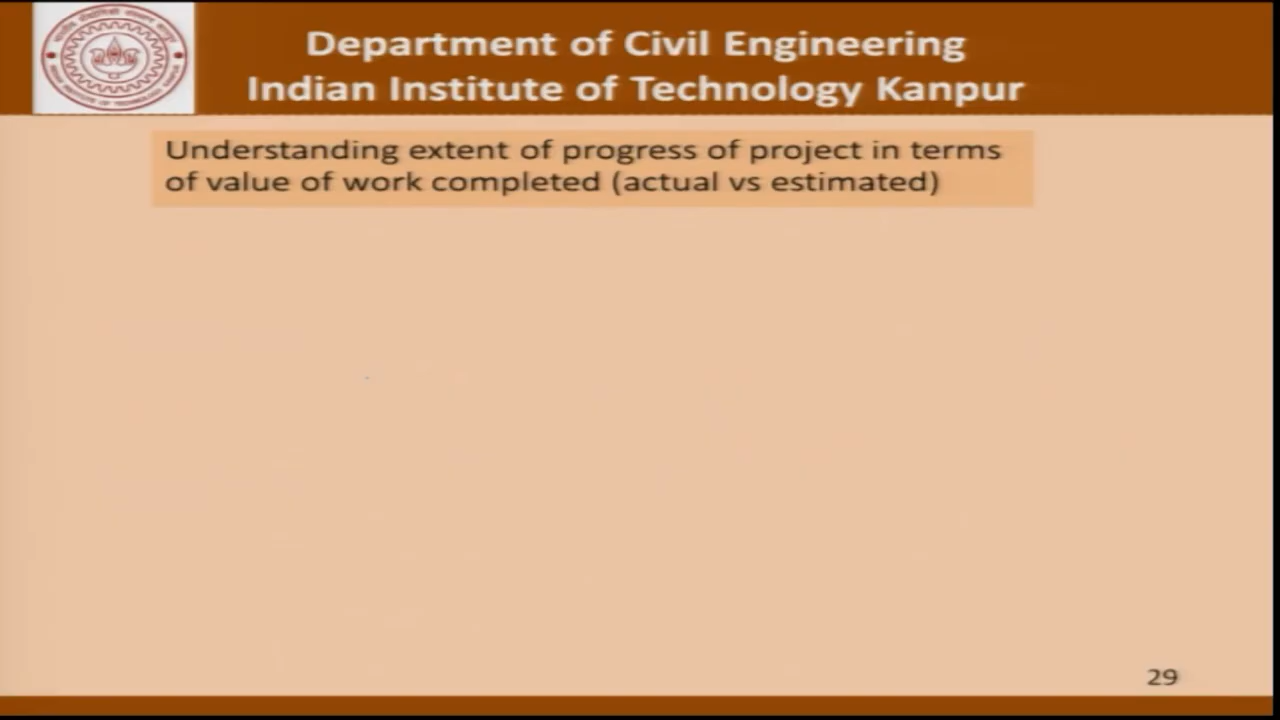 Department of Civil Engineering
Indian Institute of Technology Kanpur
Understanding extent of progress of project in terms
of value of work completed (actual vs estimated)
29